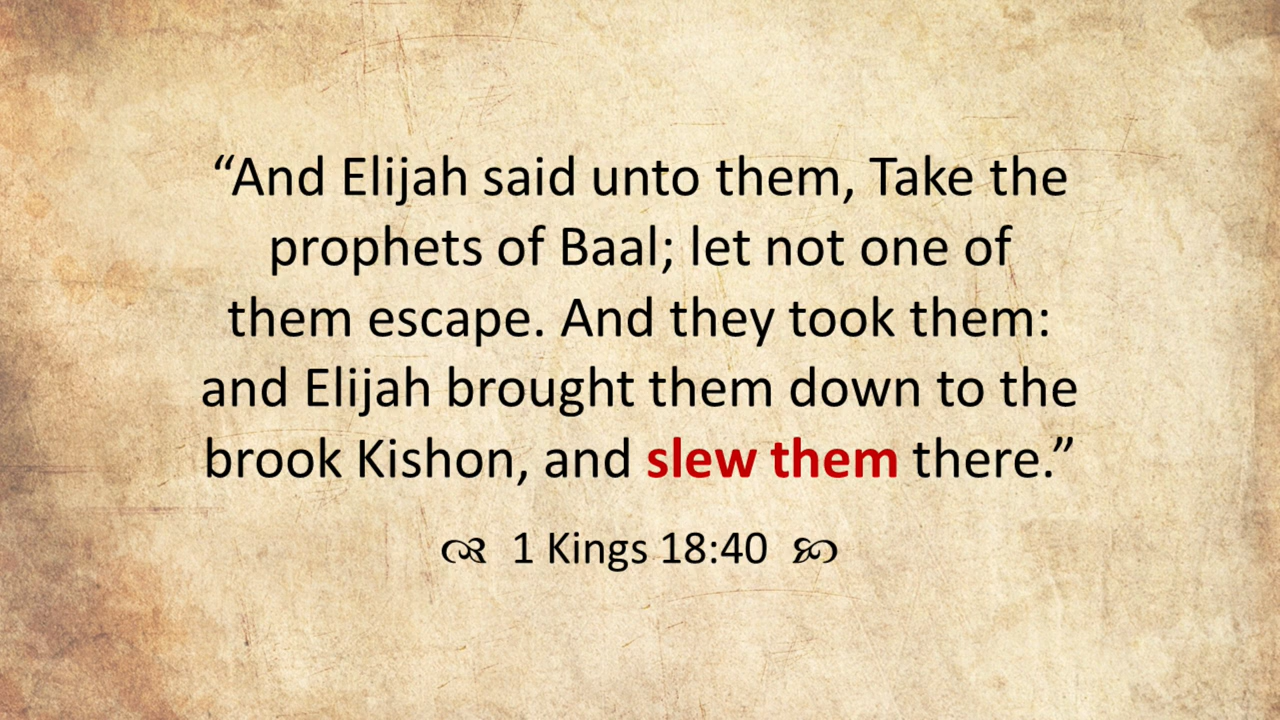 “And Elijah said unto them, Take the
prophets of Baal; let not one of
them escape. And they took them:
and Elijah brought them down to the
brook Kishon, and slew them there.”
1 Kings 18:40